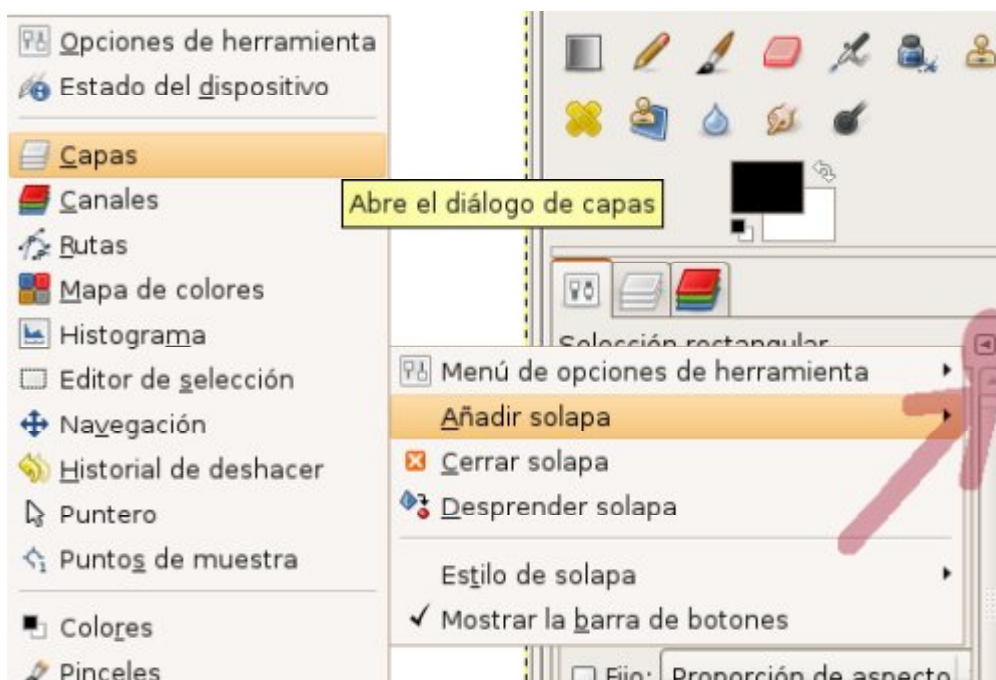 Opciones de herramienta
Estado del dispositivo
Capas
Canales
Rutas
Mapa de colores
Histograma
Editor de selección
Navegación
Historial de deshacer
Puntero
Puntos de muestra
Colores
Pinceles
Abre el diálogo de capas
Selección rectangular
Menú de opciones de herramienta
Añadir solapa
Cerrar solapa
Desprender solapa
Estilo de solapa
Mostrar la barra de botones
Fijo: Proporción de aspecto